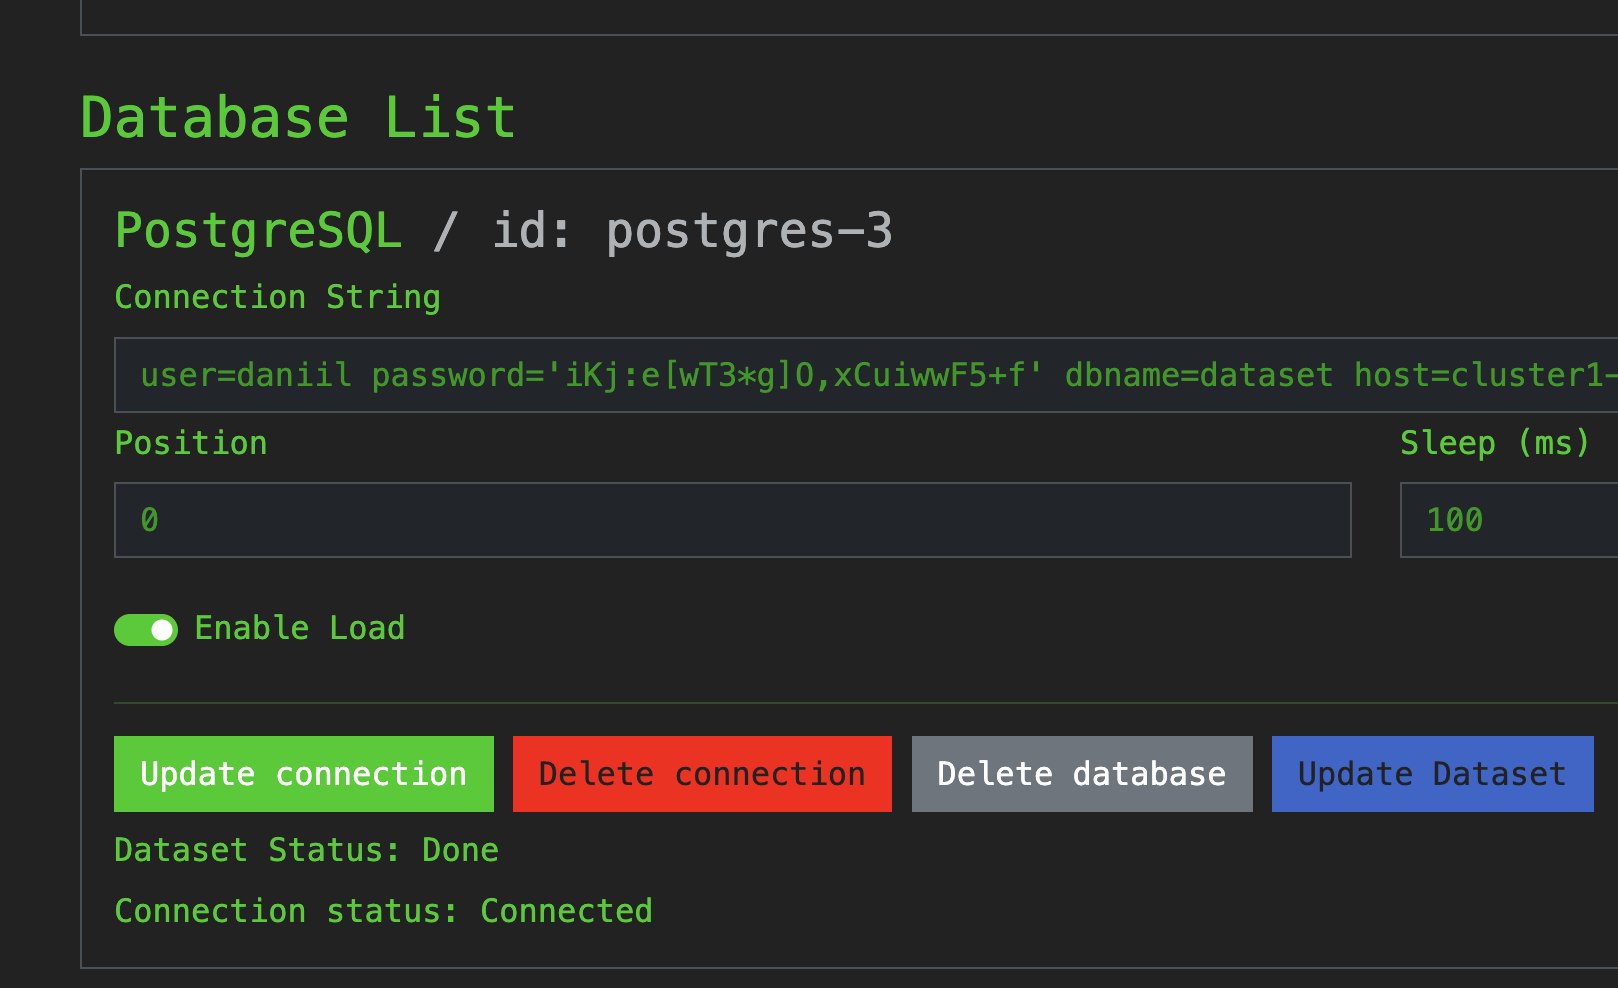 Database List
PostgreSQL / id: postgres-3
Connection String
user=daniil password='iKj:e[wT3*g]O,xCuiwwF5+f' dbname=dataset host=cluster1-
Position Sleep (ms)
0 100
Enable Load
Update connection Delete connection Delete database Update Dataset
Dataset Status: Done
Connection status: Connected